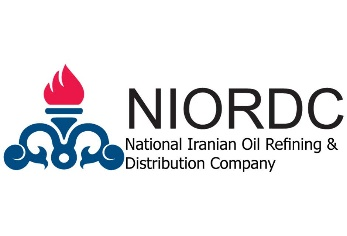 NIORDC
National Iranian Oil Refining &
Distribution Company